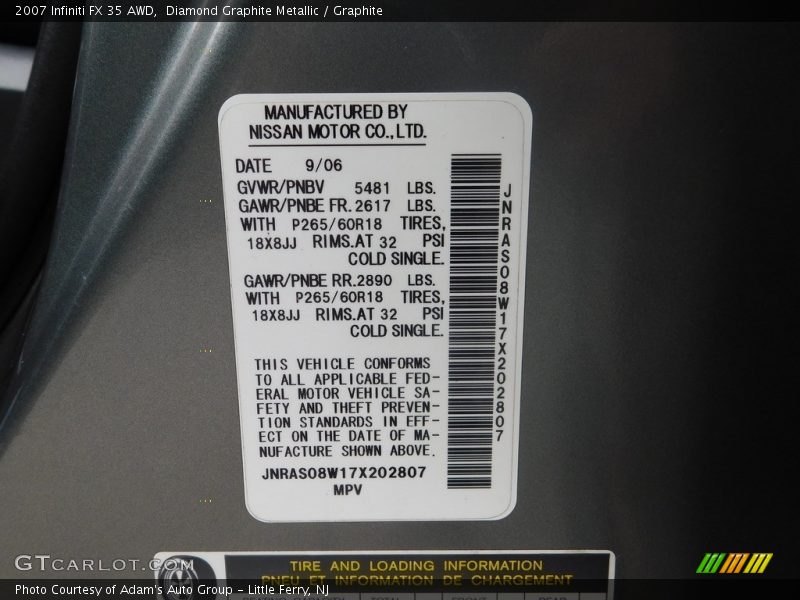 2007 Infiniti FX 35 AWD, Diamond Graphite Metallic / Graphite
MANUFACTURED BY
NISSAN MOTOR CO.,LTD.
DATE 9/06
GVWR/PNBV 5481 LBS.
GAWR/PNBE FR.2617 LBS.
WITH P265/60R18 TIRES,
18X8JJ RIMS.AT 32 PSI
COLD SINGLE.
GAWR/PNBE RR.2890 LBS.
WITH P265/60R18 TIRES,
18X8JJ RIMS.AT 32 PSI
COLD SINGLE.
THIS VEHICLE CONFORMS
TO ALL APPLICABLE FED-
ERAL MOTOR VEHICLE SA-
FETY AND THEFT PREVEN-
TION STANDARDS IN EFF-
ECT ON THE DATE OF MA-
NUFACTURE SHOWN ABOVE.
JNRAS08W17X202807
MPV
JNRAS08W17X202807
TIRE AND LOADING INFORMATION
PNEU ET INFORMATION DE CHARGEMENT
GTCARLOT.COM
Photo Courtesy of Adam's Auto Group - Little Ferry, NJ